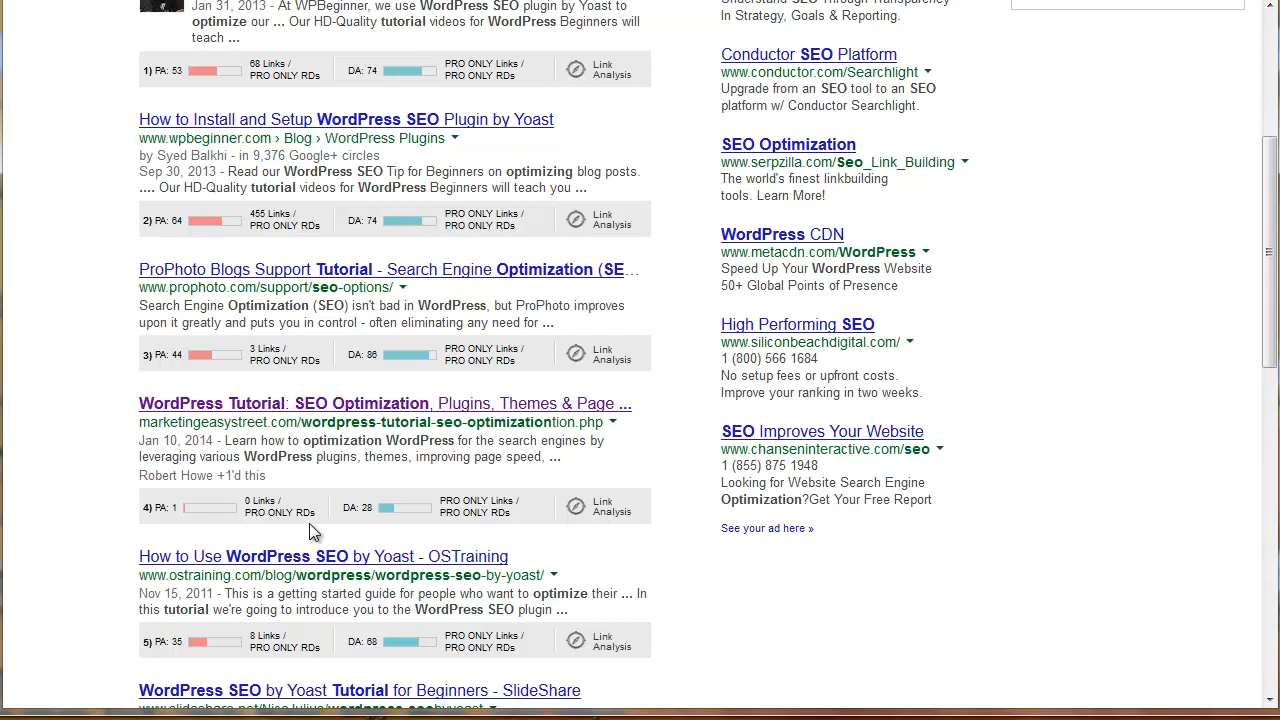 Jan 31, 2013 - At WPBeginner, we use WordPress SEO plugin by Yoast to
optimize our ... Our HD-Quality tutorial videos for WordPress Beginners will
teach ...
1) PA: 53
68 Links /
PRO ONLY RDs
DA: 74
PRO ONLY Links /
PRO ONLY RDs
Link
Analysis
How to Install and Setup WordPress SEO Plugin by Yoast
www.wpbeginner.com › Blog › WordPress Plugins
by Syed Balkhi - in 9,376 Google+ circles
Sep 30, 2013 - Read our WordPress SEO Tip for Beginners on optimizing blog posts.
.... Our HD-Quality tutorial videos for WordPress Beginners will teach you ...
2) PA: 64
455 Links /
PRO ONLY RDs
DA: 74
PRO ONLY Links /
PRO ONLY RDs
Link
Analysis
ProPhoto Blogs Support Tutorial - Search Engine Optimization (SE...
www.prophoto.com/support/seo-options/
Search Engine Optimization (SEO) isn't bad in WordPress, but ProPhoto improves
upon it greatly and puts you in control - often eliminating any need for ...
3) PA: 44
3 Links /
PRO ONLY RDs
DA: 86
PRO ONLY Links /
PRO ONLY RDs
Link
Analysis
WordPress Tutorial: SEO Optimization, Plugins, Themes & Page ...
marketingeasystreet.com/wordpress-tutorial-seo-optimizationtion.php
Jan 10, 2014 - Learn how to optimization WordPress for the search engines by
leveraging various WordPress plugins, themes, improving page speed, ...
Robert Howe +1'd this
4) PA: 1
0 Links /
PRO ONLY RDs
DA: 28
PRO ONLY Links /
PRO ONLY RDs
Link
Analysis
How to Use WordPress SEO by Yoast - OSTraining
www.ostraining.com/blog/wordpress/wordpress-seo-by-yoast/
Nov 15, 2011 - This is a getting started guide for people who want to optimize their ... In
this tutorial we're going to introduce you to the WordPress SEO plugin ...
5) PA: 35
8 Links /
PRO ONLY RDs
DA: 68
PRO ONLY Links /
PRO ONLY RDs
Link
Analysis
WordPress SEO by Yoast Tutorial for Beginners - SlideShare
Understand SEO Through Transparency
In Strategy, Goals & Reporting.
Conductor SEO Platform
www.conductor.com/Searchlight
Upgrade from an SEO tool to an SEO
platform w/ Conductor Searchlight.
SEO Optimization
www.serpzilla.com/Seo_Link_Building
The world's finest linkbuilding
tools. Learn More!
WordPress CDN
www.metacdn.com/WordPress
Speed Up Your WordPress Website
50+ Global Points of Presence
High Performing SEO
www.siliconbeachdigital.com/
1 (800) 566 1684
No setup fees or upfront costs.
Improve your ranking in two weeks.
SEO Improves Your Website
www.chanseninteractive.com/seo
1 (855) 875 1948
Looking for Website Search Engine
Optimization?Get Your Free Report
See your ad here »